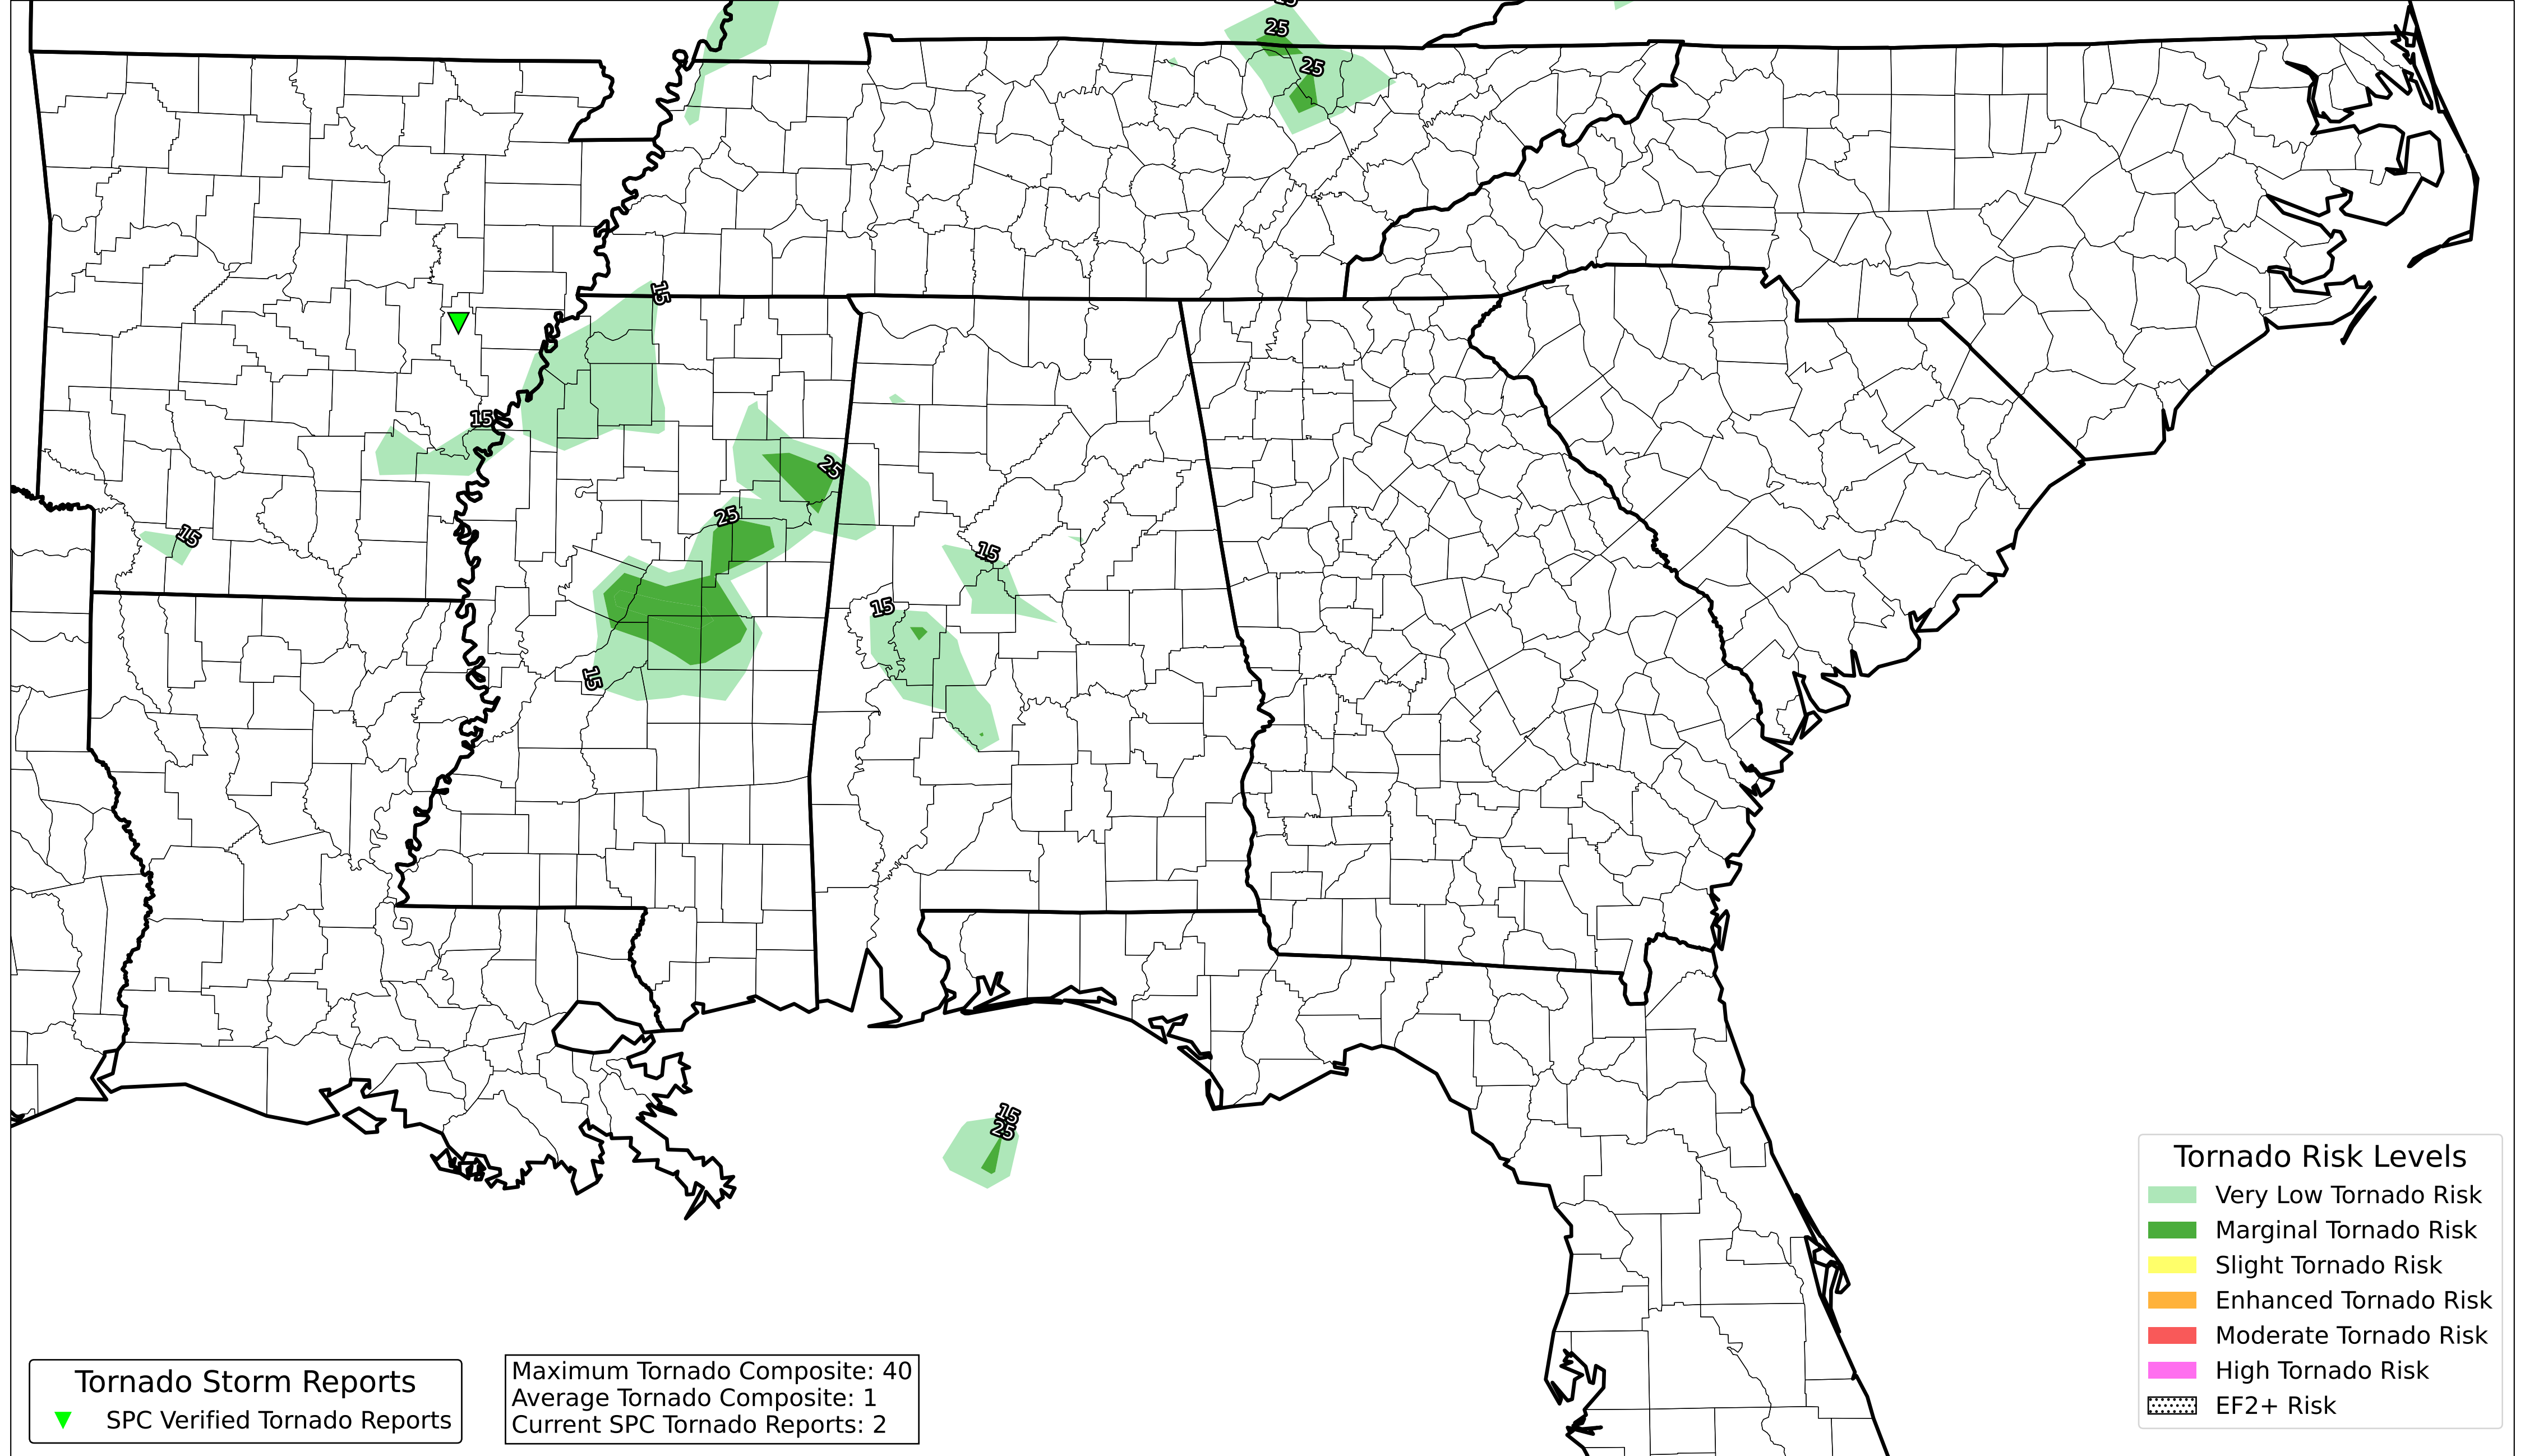 15
25
25
15
15
25
25
15
15
15
15
15
25
Tornado Risk Levels
Very Low Tornado Risk
Marginal Tornado Risk
Slight Tornado Risk
Enhanced Tornado Risk
Moderate Tornado Risk
High Tornado Risk
EF2+ Risk
Tornado Storm Reports
SPC Verified Tornado Reports
Maximum Tornado Composite: 40
Average Tornado Composite: 1
Current SPC Tornado Reports: 2